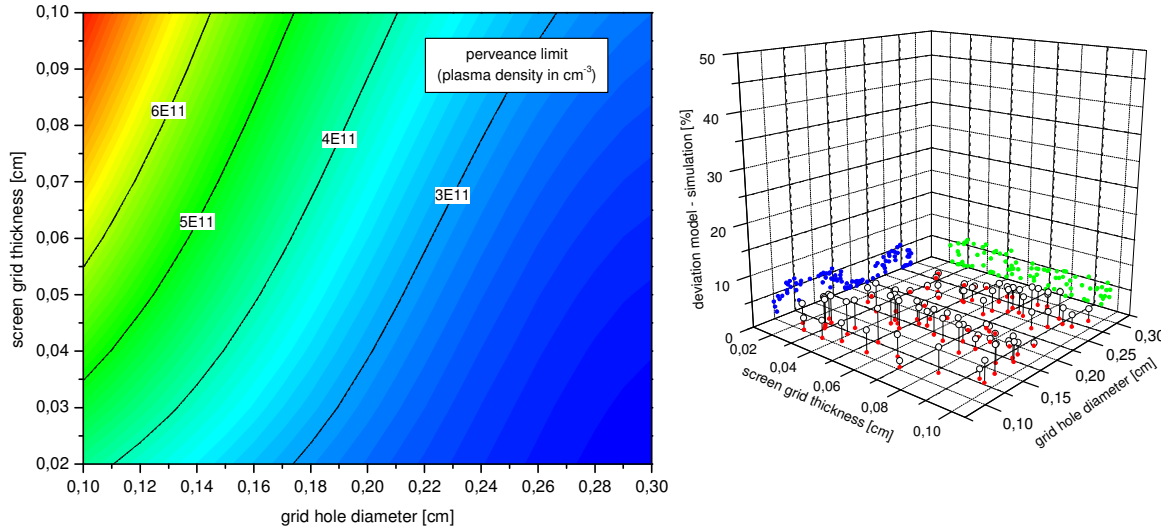 0,10
0,09
0,08
0,07
0,06
0,05
0,04
0,03
0,02
screen grid thickness [cm]
perveance limit
(plasma density in cm-3)
6E11
5E11
4E11
3E11
0,10 0,12 0,14 0,16 0,18 0,20 0,22 0,24 0,26 0,28 0,30
grid hole diameter [cm]
50
40
30
20
10
0
deviation model - simulation [%]
0,02
0,04
0,06
0,08
0,10
screen grid thickness [cm]
0,10
0,15
0,20
0,25
0,30
grid hole diameter [cm]